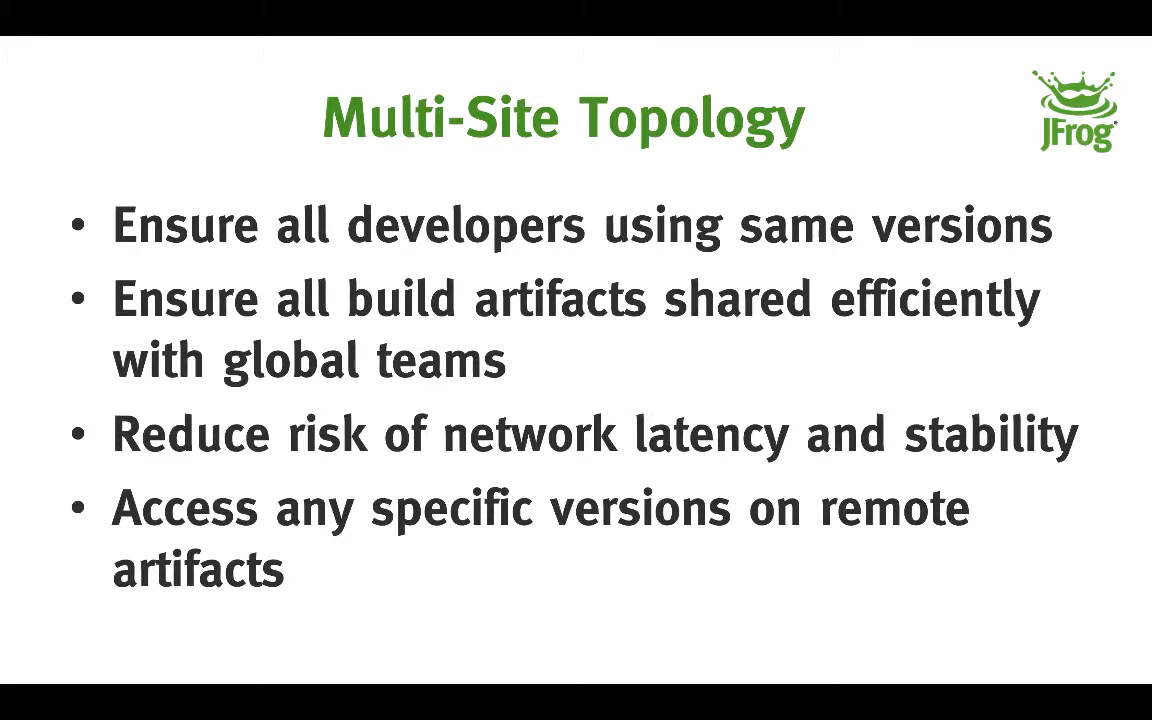 Multi-Site Topology
JFrog
• Ensure all developers using same versions
• Ensure all build artifacts shared efficiently
with global teams
• Reduce risk of network latency and stability
• Access any specific versions on remote
artifacts